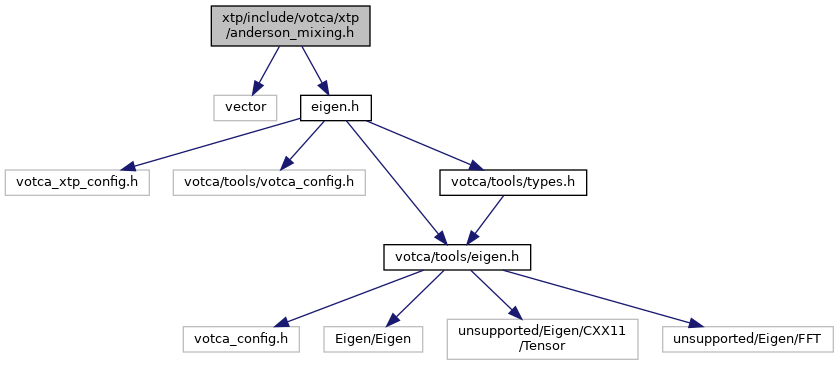 xtp/include/votca/xtp
/anderson_mixing.h
vector
eigen.h
votca_xtp_config.h
votca/tools/votca_config.h
votca/tools/types.h
votca/tools/eigen.h
votca_config.h
Eigen/Eigen
unsupported/Eigen/CXX11
/Tensor
unsupported/Eigen/FFT